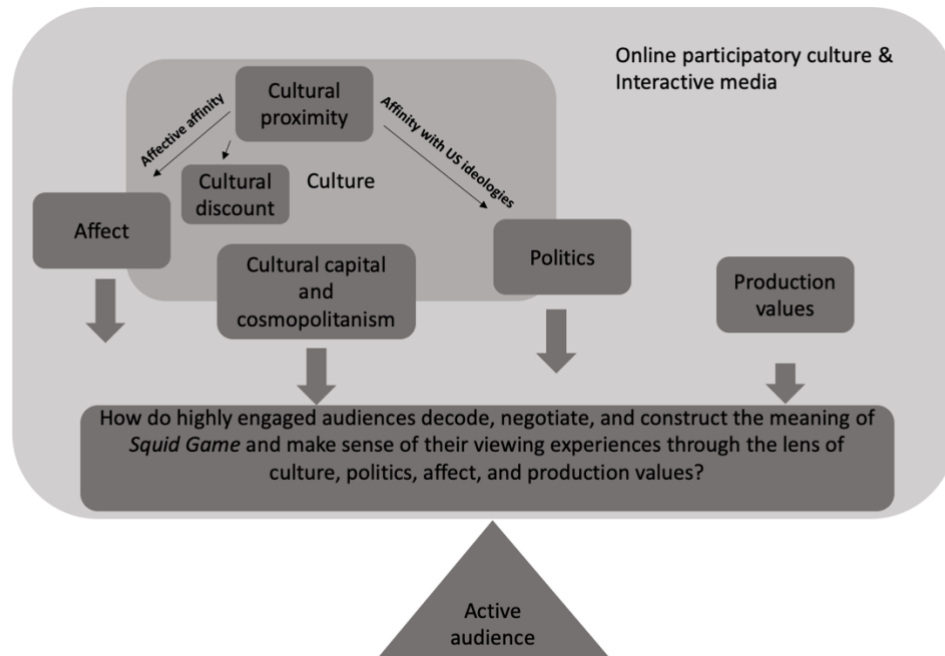 Online participatory culture &
Interactive media
Cultural
proximity
Affective affinity
Affinity with US ideologies
Cultural
discount
Culture
Affect
Cultural capital
and
cosmopolitanism
Politics
Production
values
How do highly engaged audiences decode, negotiate, and construct the meaning of
Squid Game and make sense of their viewing experiences through the lens of
culture, politics, affect, and production values?
Active
audience